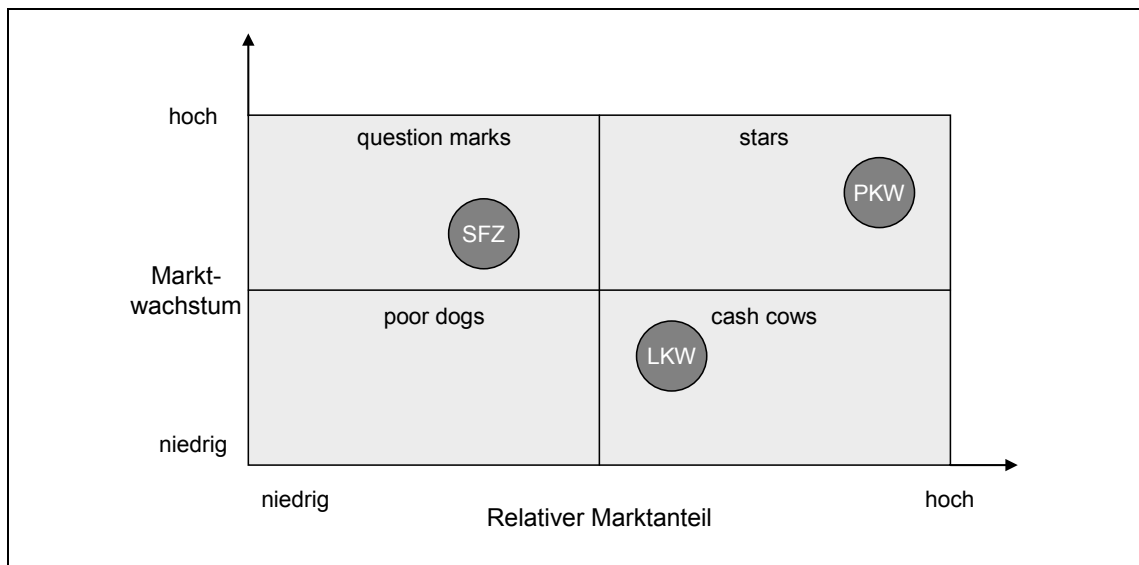 hoch
question marks
stars
PKW
SFZ
Markt-
wachstum
poor dogs
cash cows
LKW
niedrig
niedrig
hoch
Relativer Marktanteil